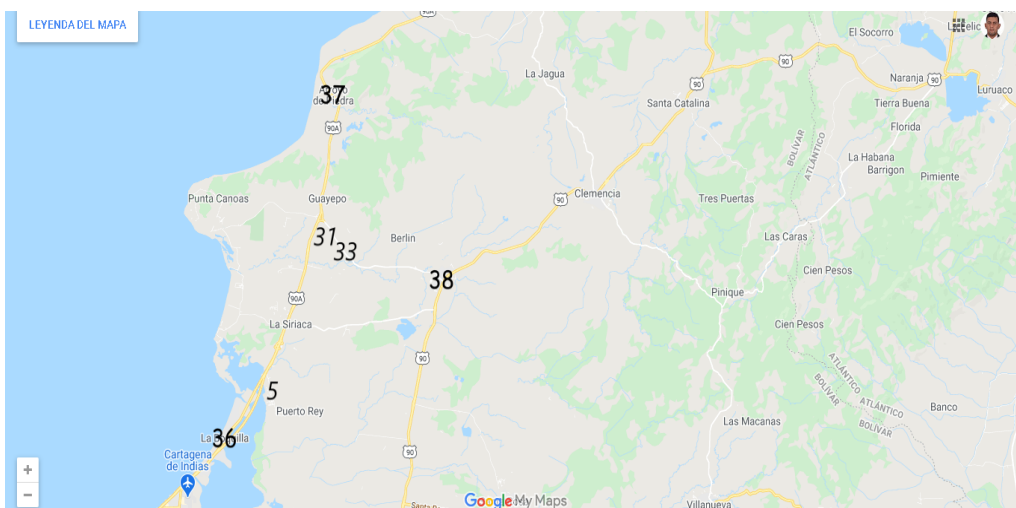 LEYENDA DEL MAPA
90
El Socorro
90
La Jagua
Naranja
90
90
37
Luruaco
Santa Catalina
Tierra Buena
90A
Florida
BOLÍVAR
ATLÁNTICO
La Habana
Barrigon
Pimiente
Punta Canoas
Guayepo
90
Clemencia
Tres Puertas
31
Berlin
Las Caras
33
38
Cien Pesos
Pinique
90A
La Siriaca
Cien Pesos
90
ATLÁNTICO
BOLÍVAR
5
Puerto Rey
ATLÁNTICO
BOLÍVAR
Banco
Las Macanas
36
Cartagena
de Indias
90
+
−
Google My Maps
Villanueva